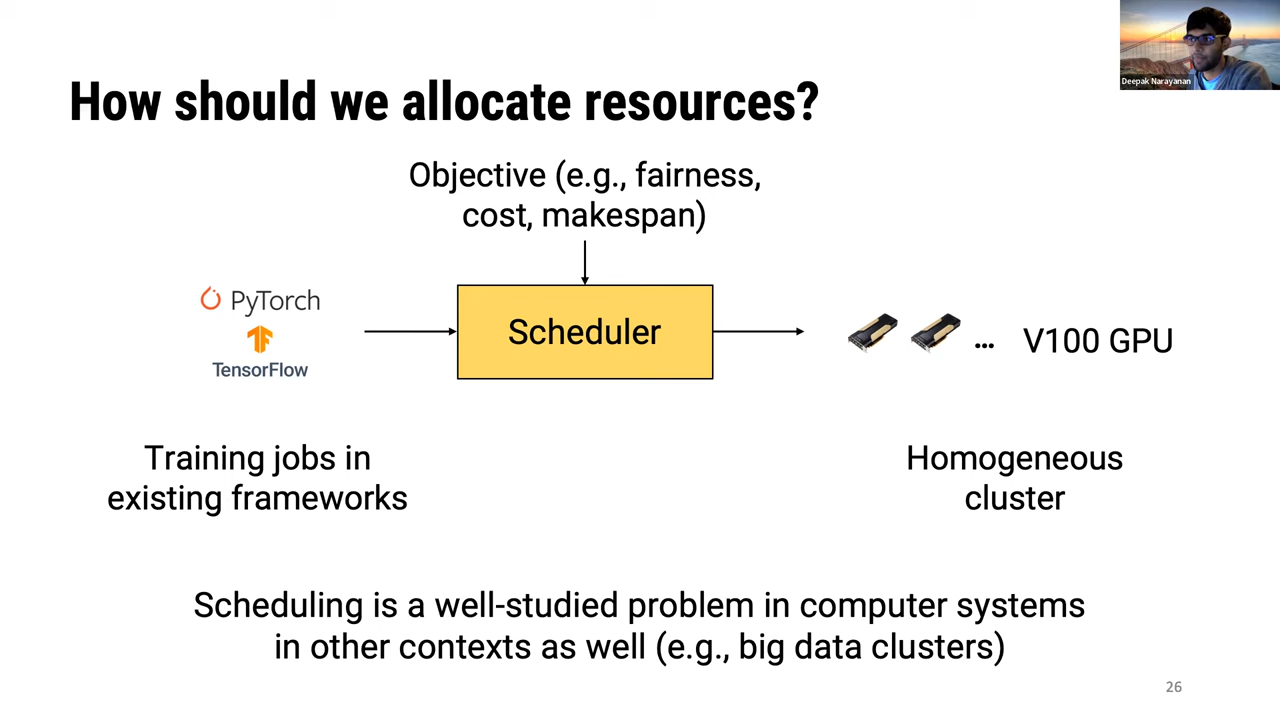 Deepak Narayanan
How should we allocate resources?
Objective (e.g., fairness,
cost, makespan)
PyTorch
TensorFlow
Scheduler
... V100 GPU
Training jobs in
existing frameworks
Homogeneous
cluster
Scheduling is a well-studied problem in computer systems
in other contexts as well (e.g., big data clusters)
26